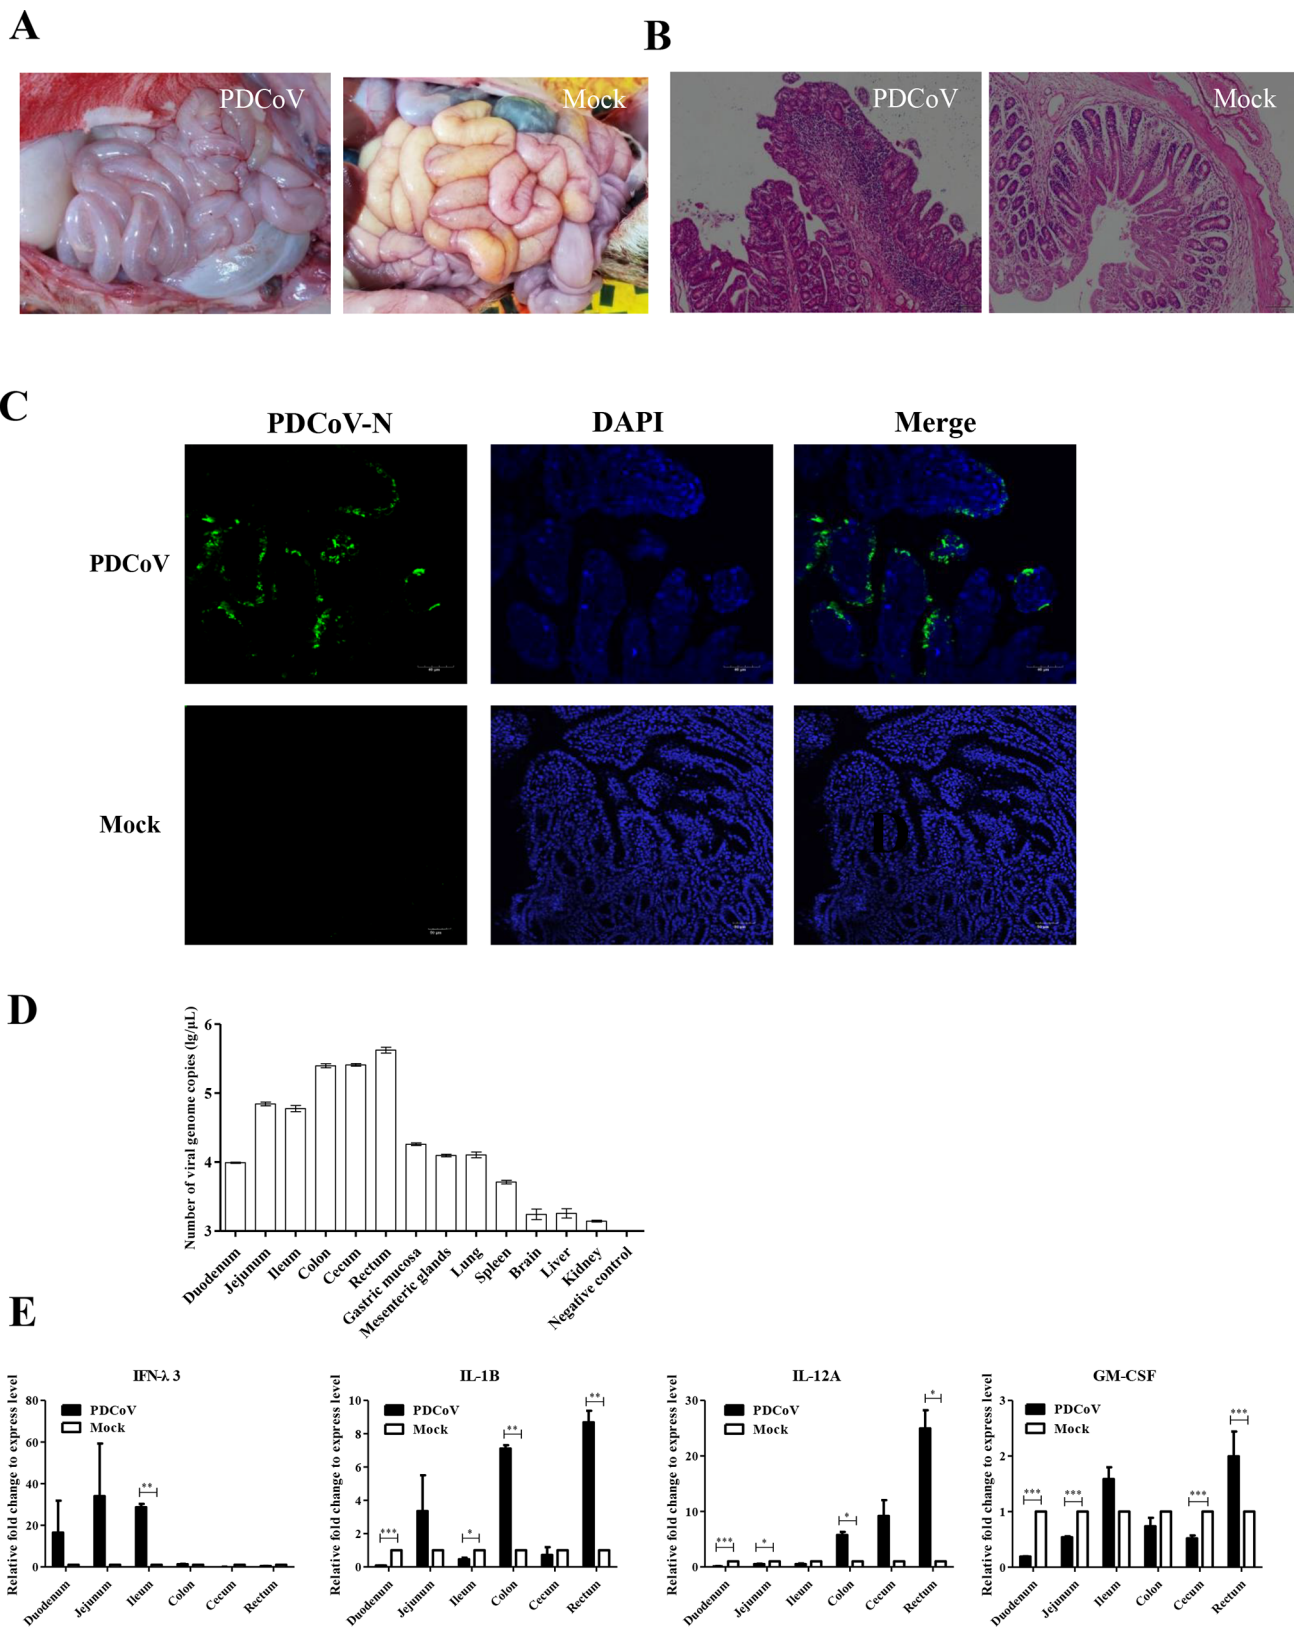 A
B
PDCoV
Mock
PDCoV
Mock
C
PDCoV-N
DAPI
Merge
PDCoV
Mock
D
D
Number of viral genome copies (lg/μL)
6
5
4
3
Duodenum
Jejunum
Ileum
Colon
Cecum
Rectum
Gastric mucosa
Mesenteric glands
Lung
Spleen
Brain
Liver
Kidney
Negative control
E
IFN-λ 3
Relative fold change to express level
80
60
40
20
0
PDCoV
Mock
**
Duodenum
Jejunum
Ileum
Colon
Cecum
Rectum
IL-1B
Relative fold change to express level
10
8
6
4
2
0
PDCoV
Mock
***
*
**
**
Duodenum
Jejunum
Ileum
Colon
Cecum
Rectum
IL-12A
Relative fold change to express level
30
20
10
0
PDCoV
Mock
***
*
*
*
Duodenum
Jejunum
Ileum
Colon
Cecum
Rectum
GM-CSF
Relative fold change to express level
3
2
1
0
PDCoV
Mock
***
***
***
***
Duodenum
Jejunum
Ileum
Colon
Cecum
Rectum